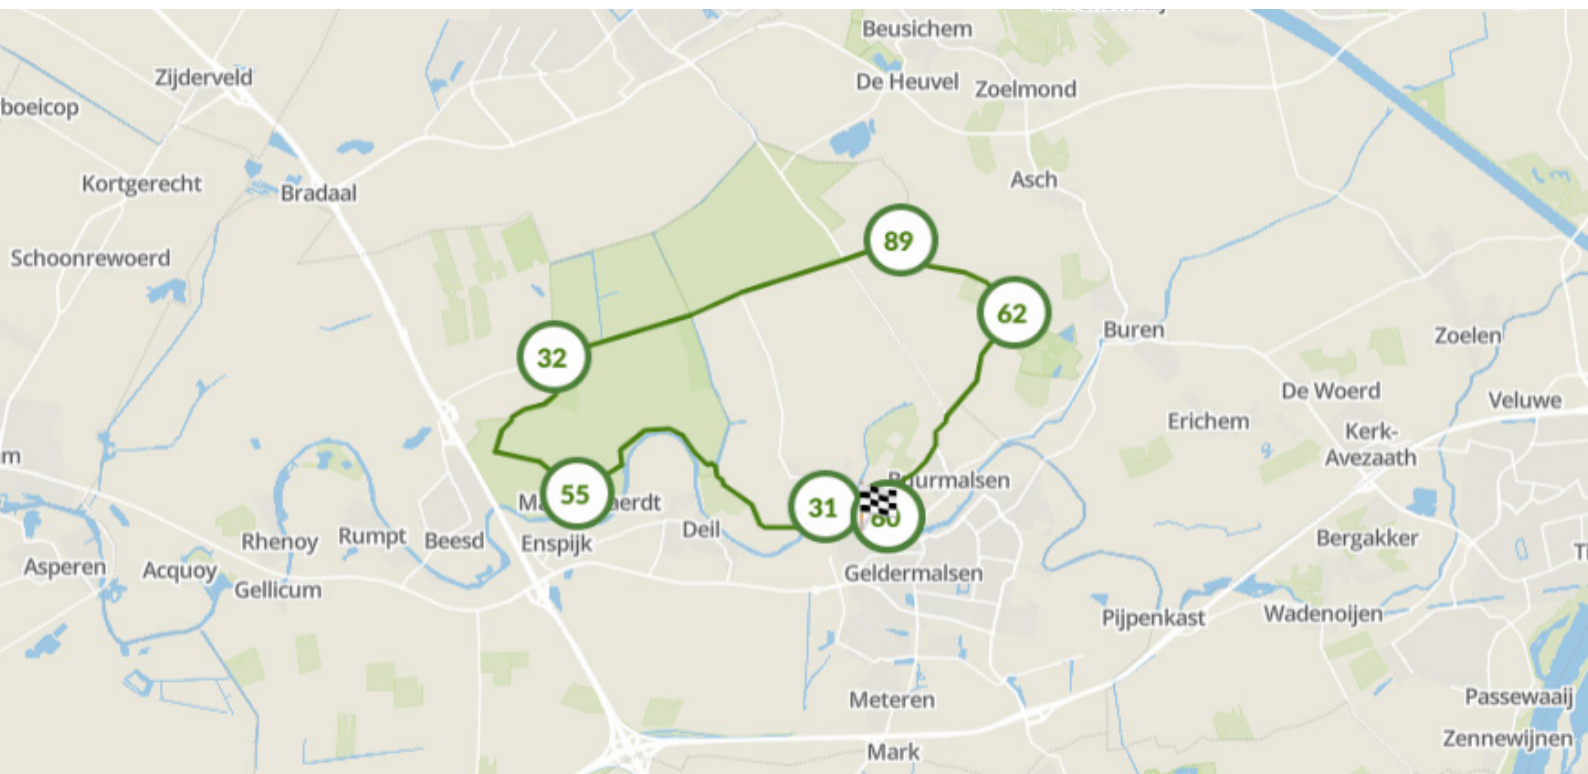 Beusichem
Zijderveld
De Heuvel
Zoelmond
boeicop
Kortgerecht
Bradaal
Asch
89
Schoonrewoerd
62
Buren
Zoelen
32
De Woerd
Veluwe
Erichem
Kerk-
Avezaath
m
Buurmalsen
55
31
60
Deil
Rhenoy
Rumpt
Beesd
Enspijk
Bergakker
Asperen
Acquoy
Geldermalsen
Gellicum
Pijpenkast
Wadenoijen
Meteren
Passewaaij
Mark
Zennewijnen